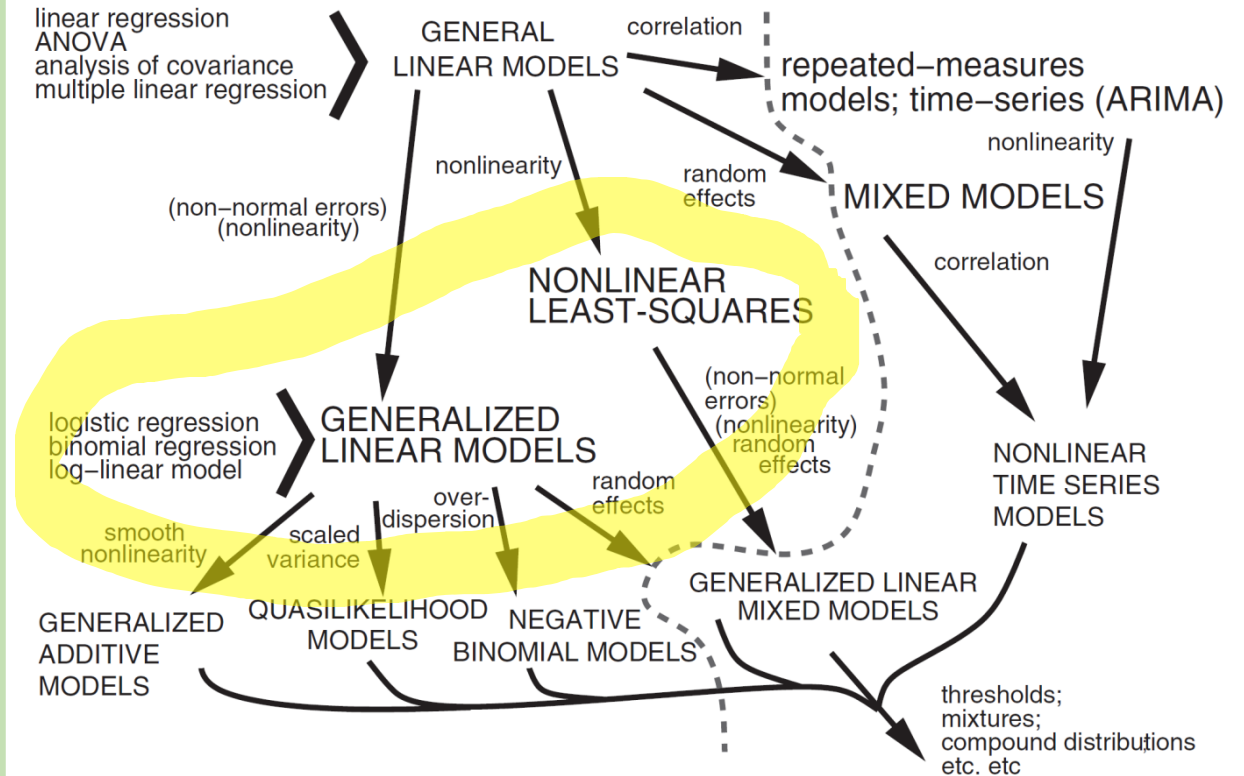 linear regression
ANOVA
analysis of covariance
multiple linear regression
GENERAL
LINEAR MODELS
correlation
repeated−measures
models; time−series (ARIMA)
nonlinearity
nonlinearity
random
effects
MIXED MODELS
(non−normal errors)
(nonlinearity)
correlation
NONLINEAR
LEAST-SQUARES
(non−normal
errors)
(nonlinearity)
random
effects
logistic regression
binomial regression
log−linear model
GENERALIZED
LINEAR MODELS
NONLINEAR
TIME SERIES
MODELS
smooth
nonlinearity
scaled
variance
over-
dispersion
random
effects
GENERALIZED
ADDITIVE
MODELS
QUASILIKELIHOOD
MODELS
NEGATIVE
BINOMIAL MODELS
GENERALIZED LINEAR
MIXED MODELS
thresholds;
mixtures;
compound distributions;
etc. etc